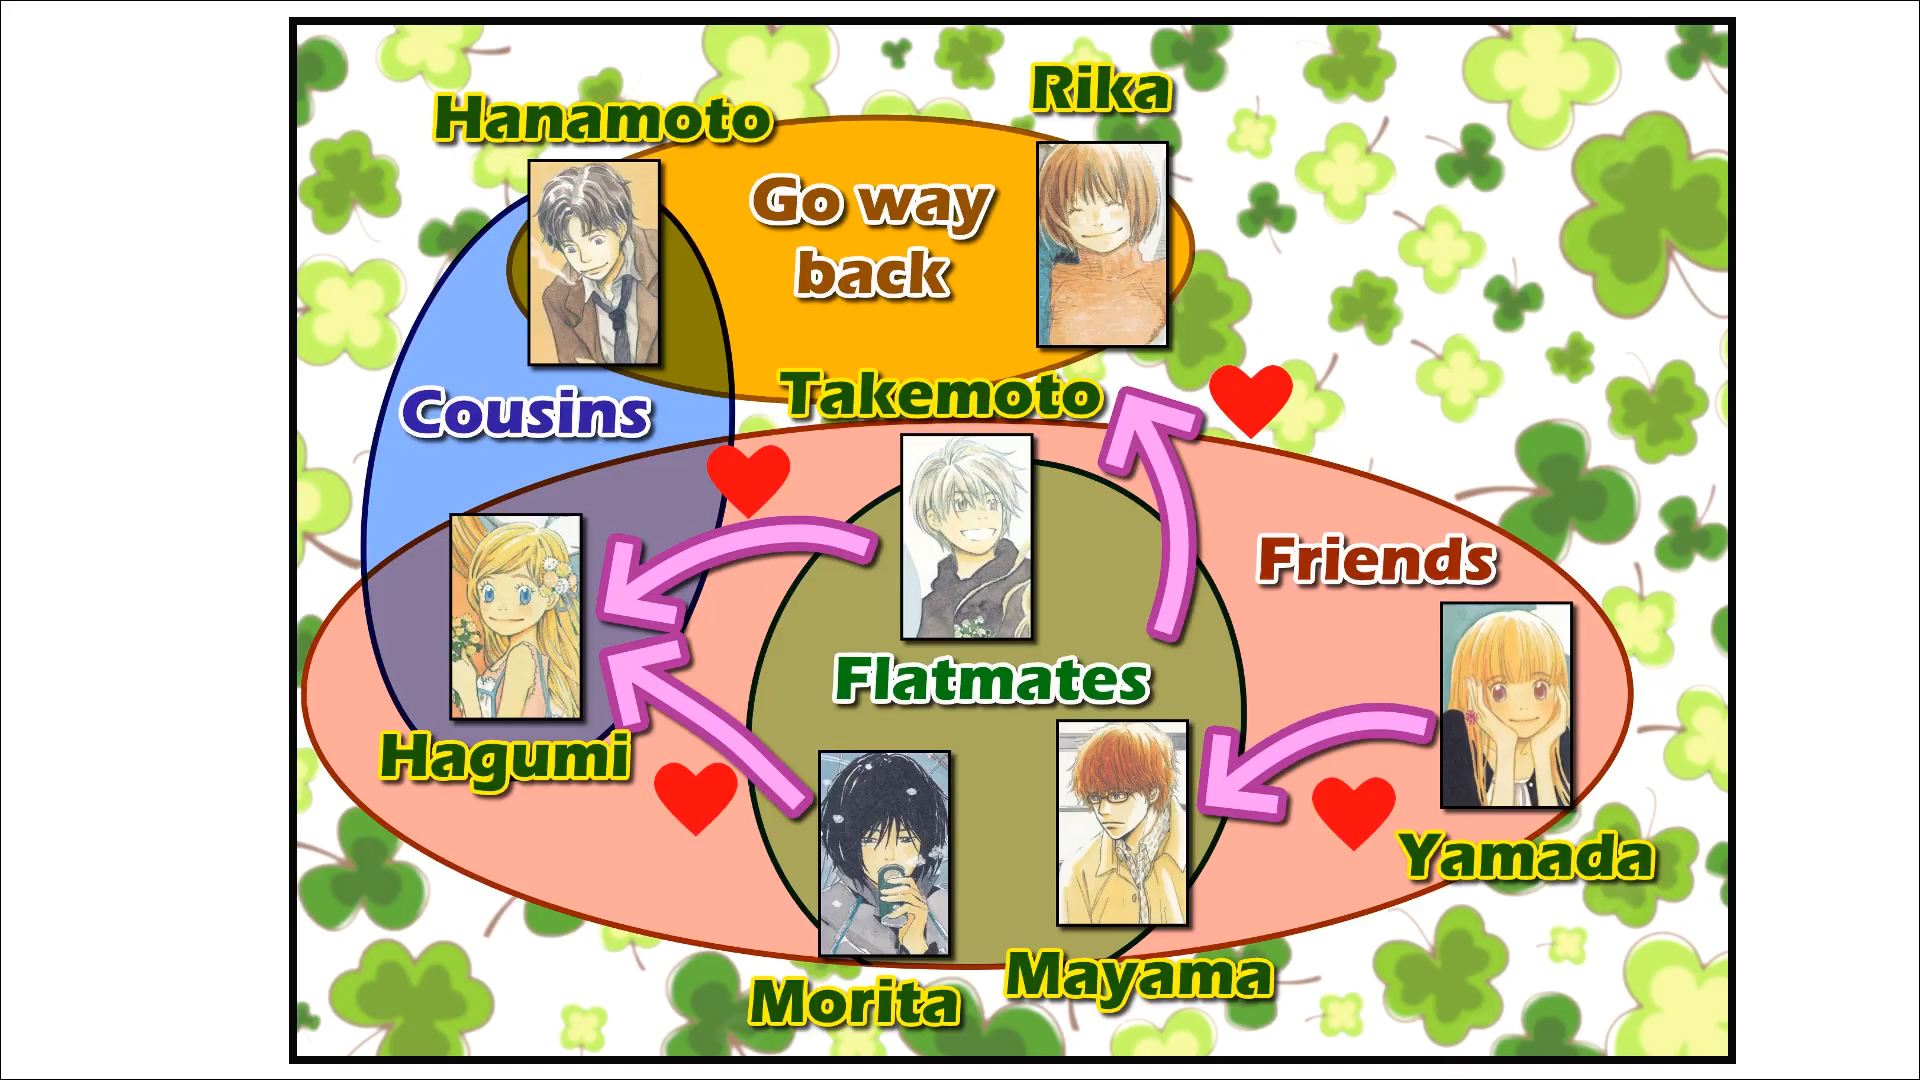 Rika
Hanamoto
Go way
back
Takemoto
Cousins
Friends
Flatmates
Hagumi
Yamada
Mayama
Morita